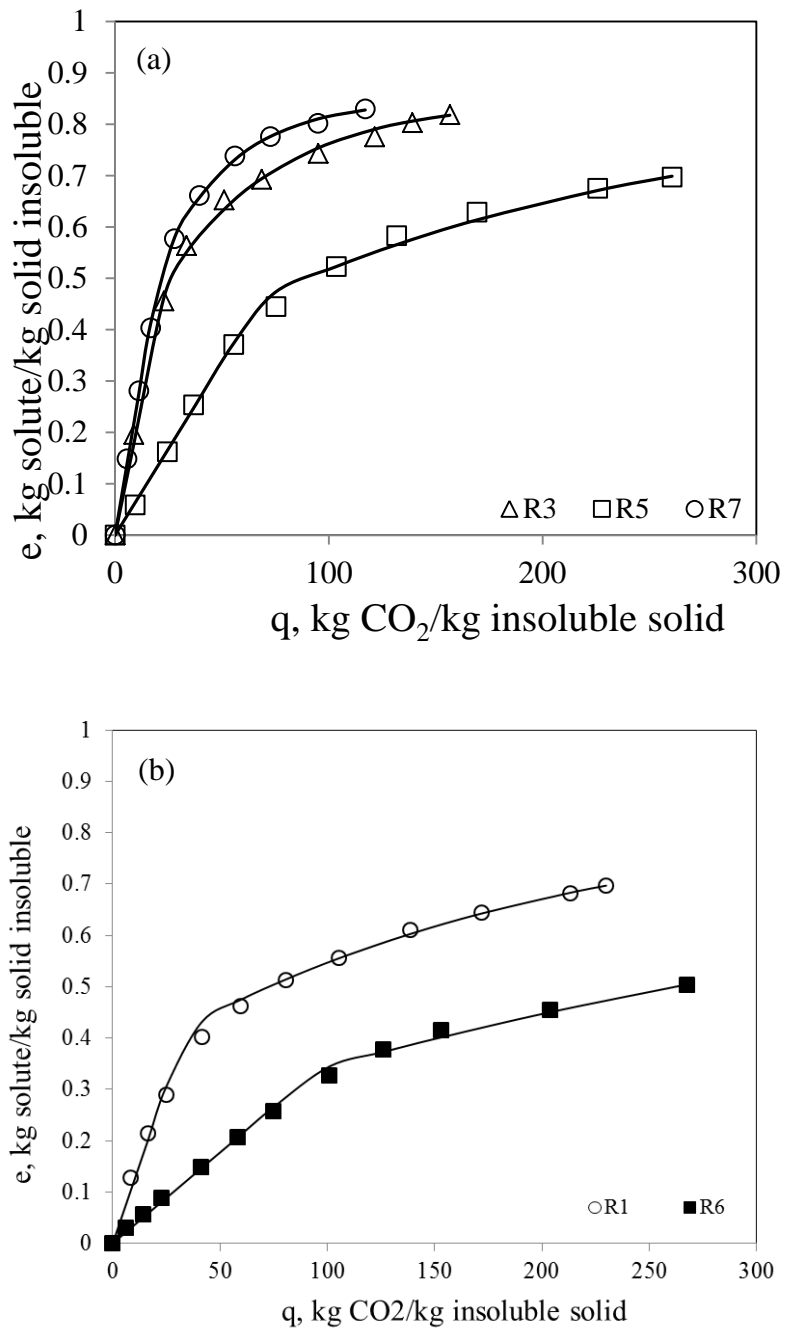 (a)
e, kg solute/kg solid insoluble
1
0.9
0.8
0.7
0.6
0.5
0.4
0.3
0.2
0.1
0
R3 R5 R7
0 100 200 300
q, kg CO₂/kg insoluble solid
(b)
e, kg solute/kg solid insoluble
1
0.9
0.8
0.7
0.6
0.5
0.4
0.3
0.2
0.1
0
R1 R6
0 50 100 150 200 250 300
q, kg CO2/kg insoluble solid